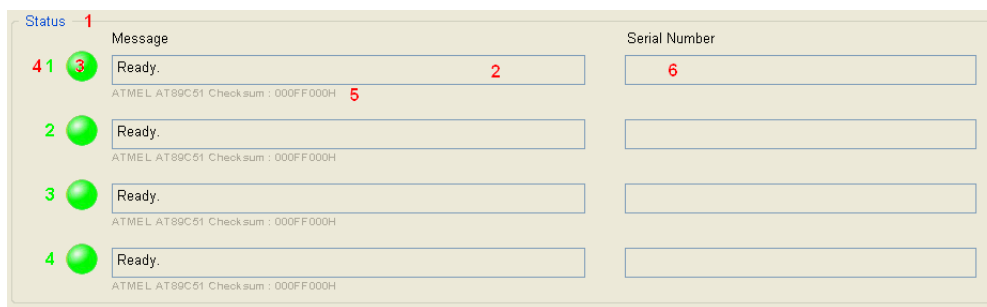 Status 1
Message Serial Number
4 1 3 Ready. 2 6
ATMEL AT89C51 Checksum : 000FF000H 5
2 Ready.
ATMEL AT89C51 Checksum : 000FF000H
3 Ready.
ATMEL AT89C51 Checksum : 000FF000H
4 Ready.
ATMEL AT89C51 Checksum : 000FF000H